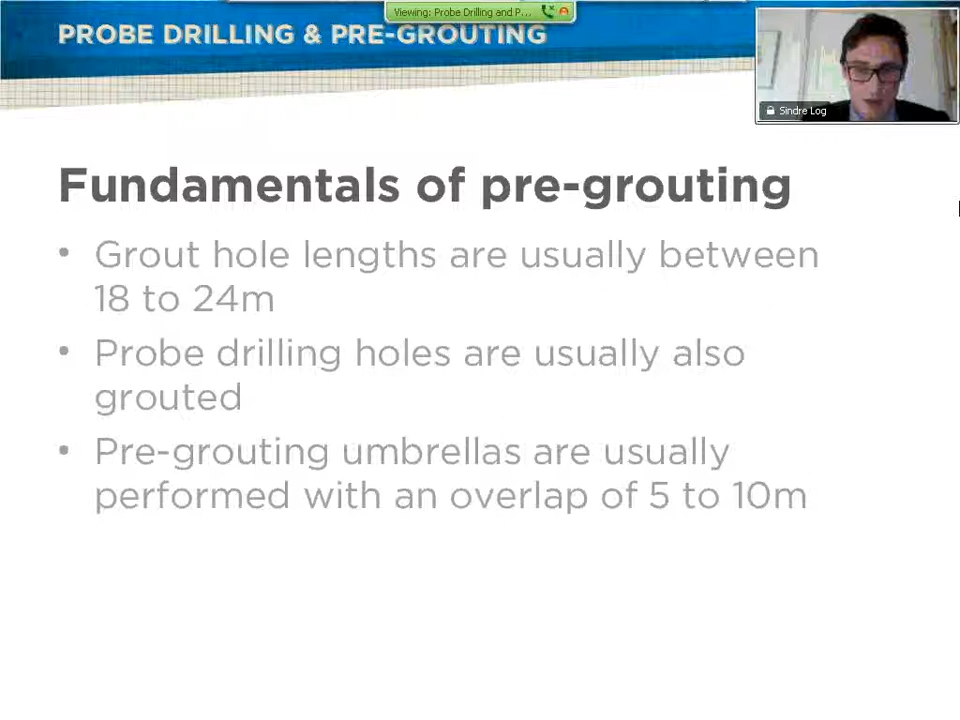 Viewing: Probe Drilling and P...
PROBE DRILLING & PRE-GROUTING
Sindre Log
Fundamentals of pre-grouting
• Grout hole lengths are usually between
18 to 24m
• Probe drilling holes are usually also
grouted
• Pre-grouting umbrellas are usually
performed with an overlap of 5 to 10m